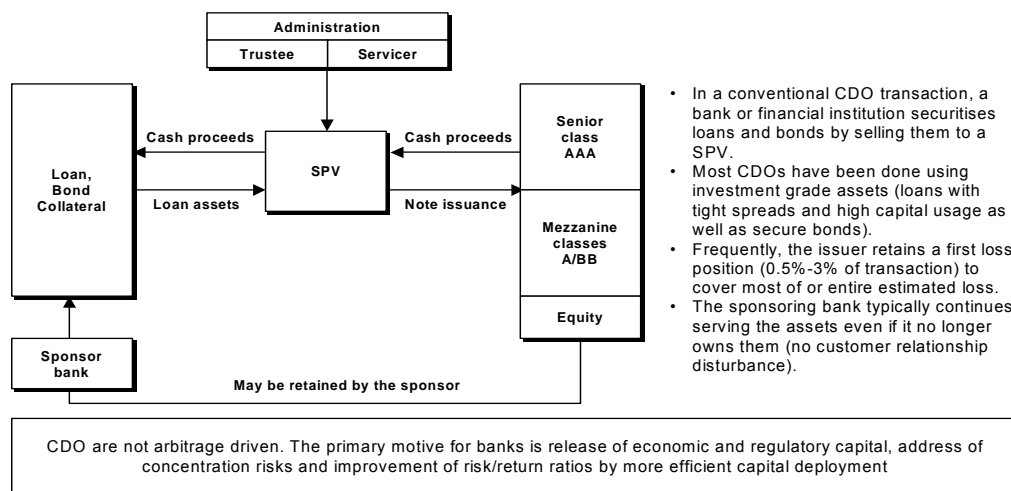 Administration
Trustee
Servicer
Cash proceeds
Cash proceeds
Senior
class
AAA
Loan,
Bond
Collateral
SPV
Loan assets
Note issuance
Mezzanine
classes
A/BB
Equity
Sponsor
bank
May be retained by the sponsor
• In a conventional CDO transaction, a
bank or financial institution securitises
loans and bonds by selling them to a
SPV.
• Most CDOs have been done using
investment grade assets (loans with
tight spreads and high capital usage as
well as secure bonds).
• Frequently, the issuer retains a first loss
position (0.5%-3% of transaction) to
cover most of or entire estimated loss.
• The sponsoring bank typically continues
serving the assets even if it no longer
owns them (no customer relationship
disturbance).
CDO are not arbitrage driven. The primary motive for banks is release of economic and regulatory capital, address of
concentration risks and improvement of risk/return ratios by more efficient capital deployment